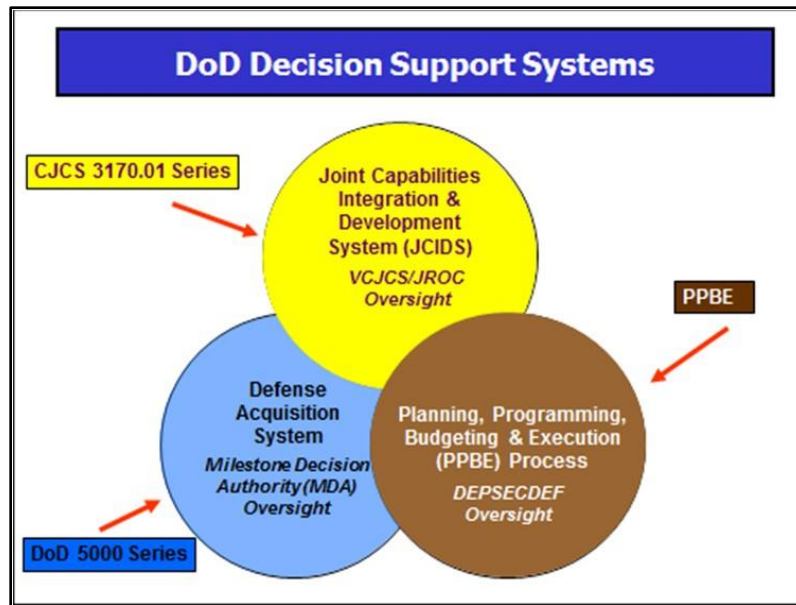 DoD Decision Support Systems
CJCS 3170.01 Series
Joint Capabilities
Integration &
Development
System (JCIDS)
VCJCS/JROC
Oversight
PPBE
Defense
Acquisition
System
Milestone Decision
Authority(MDA)
Oversight
Planning, Programming,
Budgeting & Execution
(PPBE) Process
DEPSECDEF
Oversight
DoD 5000 Series